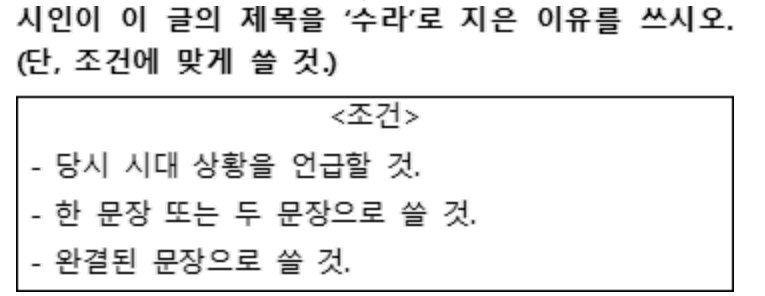 시인이 이 글의 제목을 ‘수라’로 지은 이유를 쓰시오.
(단, 조건에 맞게 쓸 것.)
<조건>
- 당시 시대 상황을 언급할 것.
- 한 문장 또는 두 문장으로 쓸 것.
- 완결된 문장으로 쓸 것.